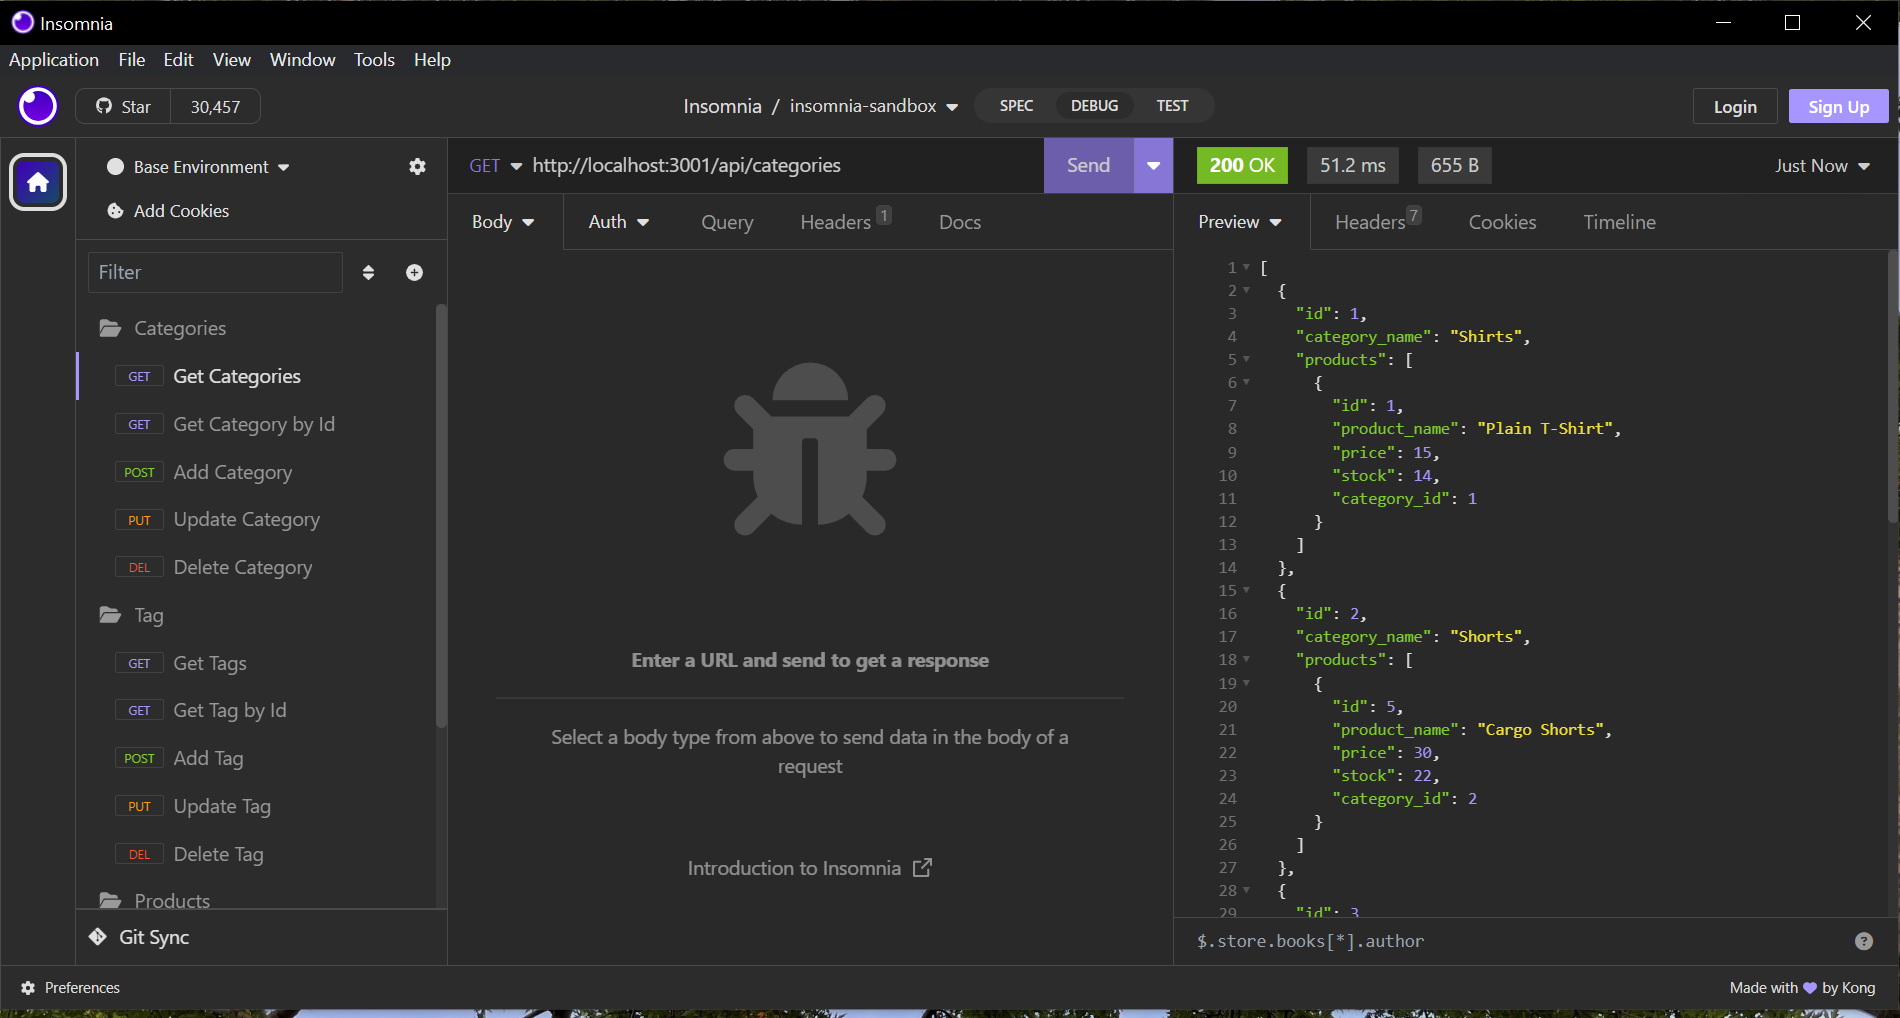 Insomnia
Application File Edit View Window Tools Help
Star 30,457
Insomnia / insomnia-sandbox
SPEC DEBUG TEST
Login Sign Up
Base Environment
Add Cookies
Filter
Categories
GET Get Categories
GET Get Category by Id
POST Add Category
PUT Update Category
DEL Delete Category
Tag
GET Get Tags
GET Get Tag by Id
POST Add Tag
PUT Update Tag
DEL Delete Tag
Products
Git Sync
GET http://localhost:3001/api/categories Send
Body Auth Query Headers 1 Docs
Enter a URL and send to get a response
Select a body type from above to send data in the body of a
request
Introduction to Insomnia
200 OK 51.2 ms 655 B Just Now
Preview Headers 7 Cookies Timeline
1 [
2 {
3 "id": 1,
4 "category_name": "Shirts",
5 "products": [
6 {
7 "id": 1,
8 "product_name": "Plain T-Shirt",
9 "price": 15,
10 "stock": 14,
11 "category_id": 1
12 }
13 ]
14 },
15 {
16 "id": 2,
17 "category_name": "Shorts",
18 "products": [
19 {
20 "id": 5,
21 "product_name": "Cargo Shorts",
22 "price": 30,
23 "stock": 22,
24 "category_id": 2
25 }
26 ]
27 },
28 {
29 "id": 3
$.store.books[*].author
Preferences
Made with 💜 by Kong